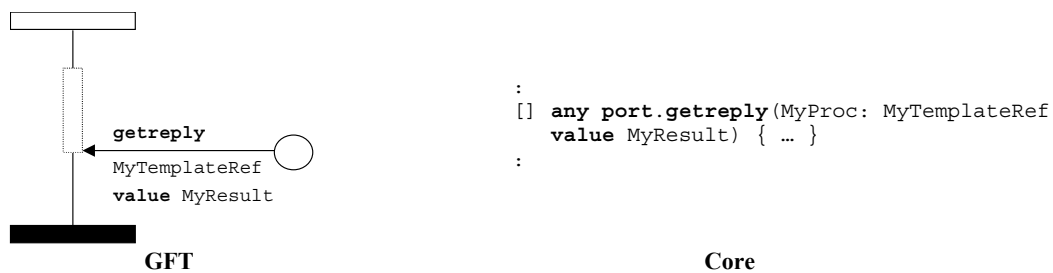 getreply
MyTemplateRef
value MyResult
:
[] any port.getreply(MyProc: MyTemplateRef
value MyResult) { … }
:
GFT
Core